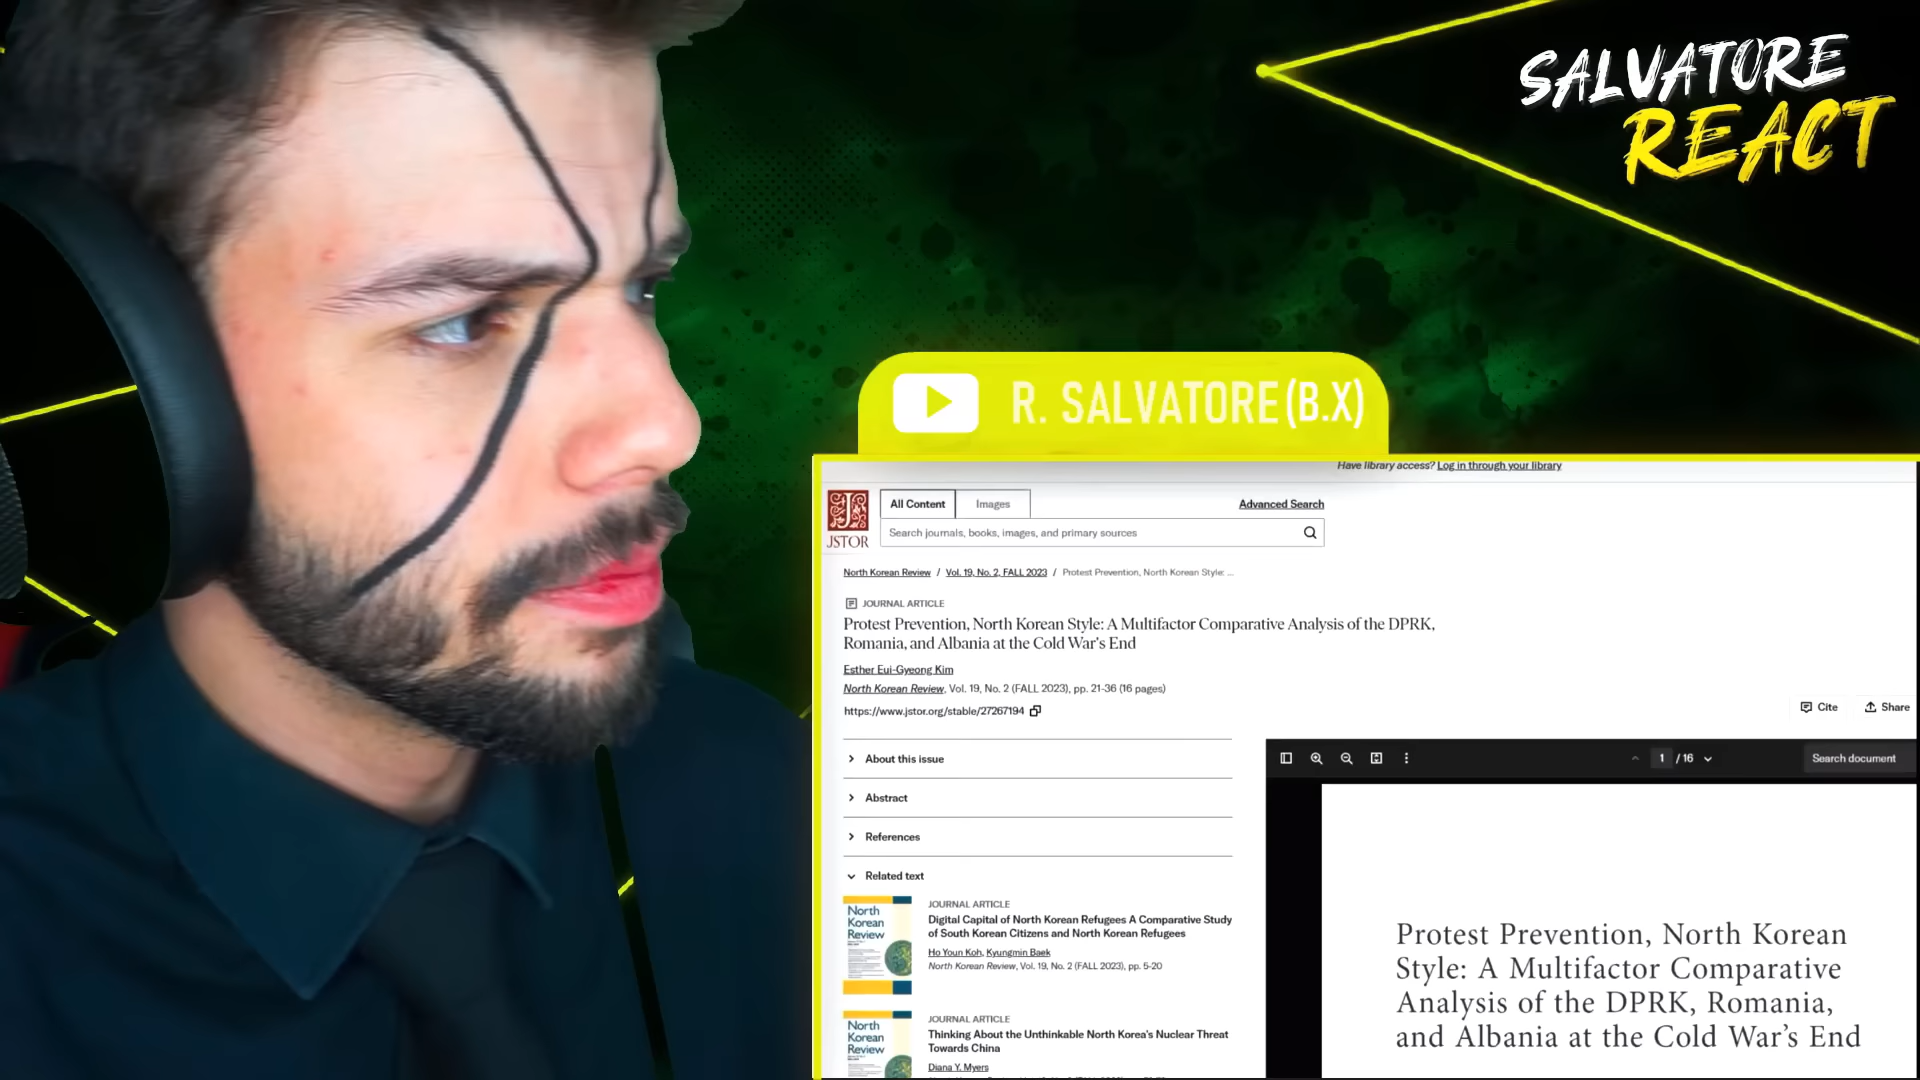 SALVATORE
REACT
R. SALVATORE(B.X)
Have library access? Log in through your library
JSTOR
All Content
Images
Advanced Search
Search journals, books, images, and primary sources
North Korean Review / Vol. 19, No. 2, FALL 2023 / Protest Prevention, North Korean Style: ...
JOURNAL ARTICLE
Protest Prevention, North Korean Style: A Multifactor Comparative Analysis of the DPRK,
Romania, and Albania at the Cold War's End
Esther Eui-Gyeong Kim
North Korean Review, Vol. 19, No. 2 (FALL 2023), pp. 21-36 (16 pages)
https://www.jstor.org/stable/27267194
Cite
Share
About this issue
Abstract
References
Related text
North
Korean
Review
JOURNAL ARTICLE
Digital Capital of North Korean Refugees A Comparative Study
of South Korean Citizens and North Korean Refugees
Ho Youn Koh, Kyungmin Baek
North Korean Review, Vol. 19, No. 2 (FALL 2023), pp. 5-20
North
Korean
Review
JOURNAL ARTICLE
Thinking About the Unthinkable North Korea's Nuclear Threat
Towards China
Diana Y. Myers
1 / 16
Search document
Protest Prevention, North Korean
Style: A Multifactor Comparative
Analysis of the DPRK, Romania,
and Albania at the Cold War's End